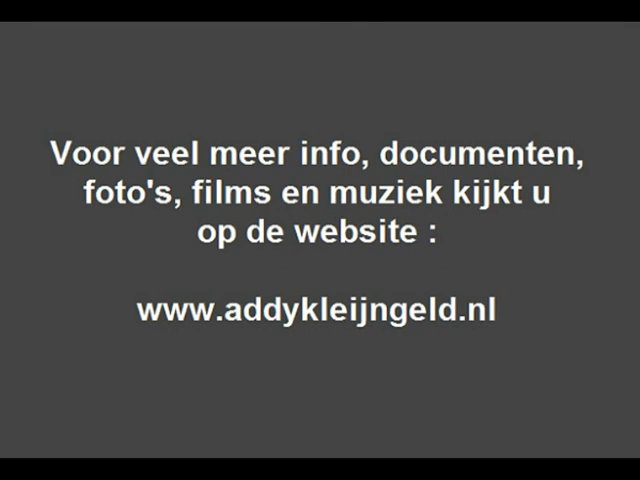 Voor veel meer info, documenten,
foto's, films en muziek kijkt u
op de website :
www.addykleijngeld.nl